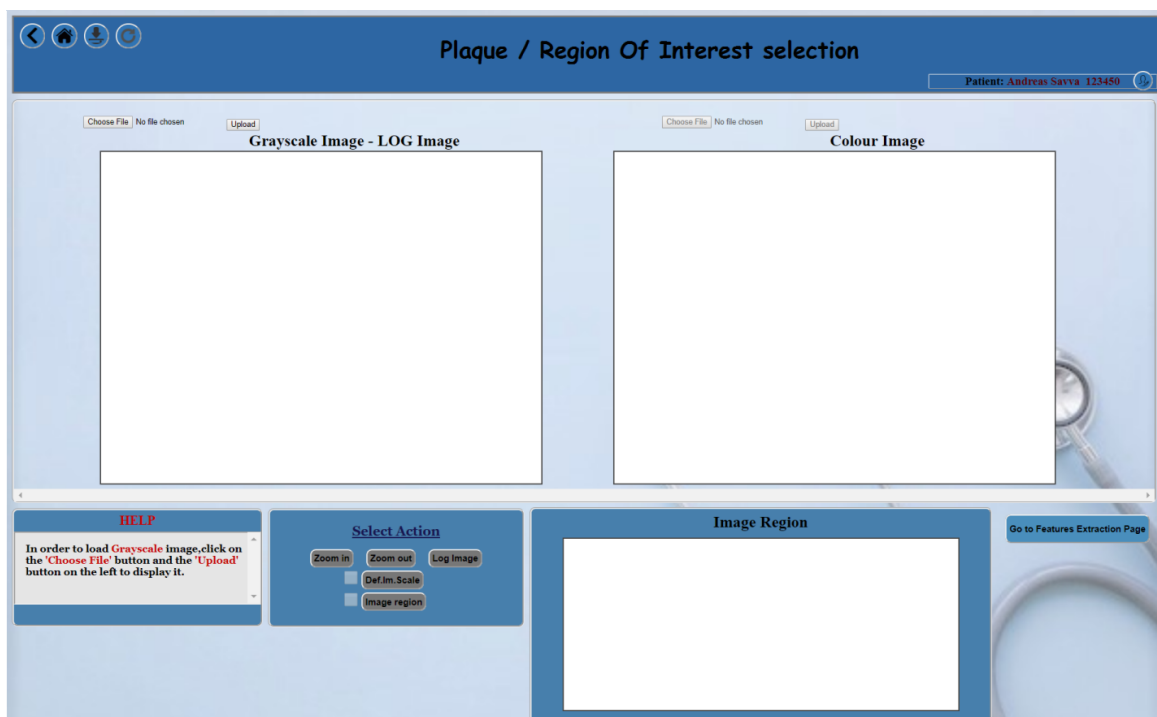 Plaque / Region Of Interest selection
Patient: Andreas Savva 123450
Choose File No file chosen Upload
Choose File No file chosen Upload
Grayscale Image - LOG Image
Colour Image
HELP
In order to load Grayscale image,click on
the 'Choose File' button and the 'Upload'
button on the left to display it.
Select Action
Zoom in Zoom out Log Image
Def.Im.Scale
Image region
Image Region
Go to Features Extraction Page